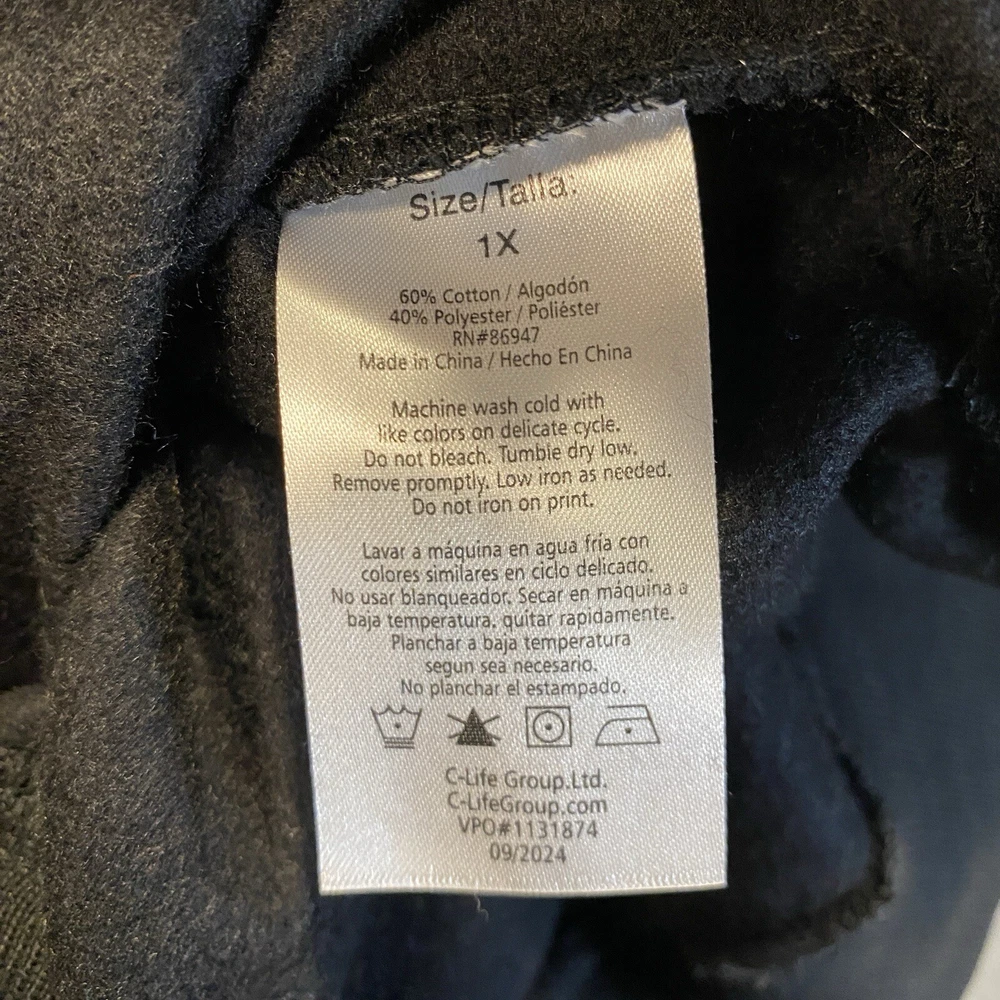 Size/Talla:
1X
60% Cotton / Algodón
40% Polyester / Poliéster
RN#86947
Made in China / Hecho En China
Machine wash cold with
like colors on delicate cycle.
Do not bleach. Tumble dry low.
Remove promptly. Low iron as needed.
Do not iron on print.
Lavar a máquina en agua fría con
colores similares en ciclo delicado.
No usar blanqueador. Secar en máquina a
baja temperatura, quitar rapidamente.
Planchar a baja temperatura
segun sea necesario.
No planchar el estampado.
C-Life Group.Ltd.
C-LifeGroup.com
VPO#1131874
09/2024